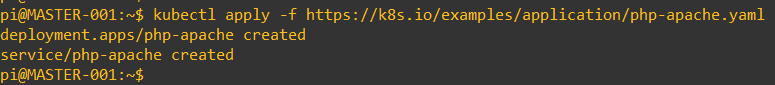 pi@MASTER-001:~$ kubectl apply -f https://k8s.io/examples/application/php-apache.yaml
deployment.apps/php-apache created
service/php-apache created
pi@MASTER-001:~$